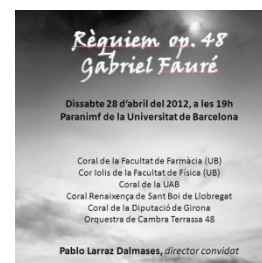 Rèquiem op. 48
Gabriel Fauré
Dissabte 28 d'abril del 2012, a les 19h
Paranimf de la Universitat de Barcelona
Coral de la Facultat de Farmàcia (UB)
Cor Iolis de la Facultat de Física (UB)
Coral de la UAB
Coral Renaixença de Sant Boi de Llobregat
Coral de la Diputació de Girona
Orquestra de Cambra Terrassa 48
Pablo Larraz Dalmases, director convidat